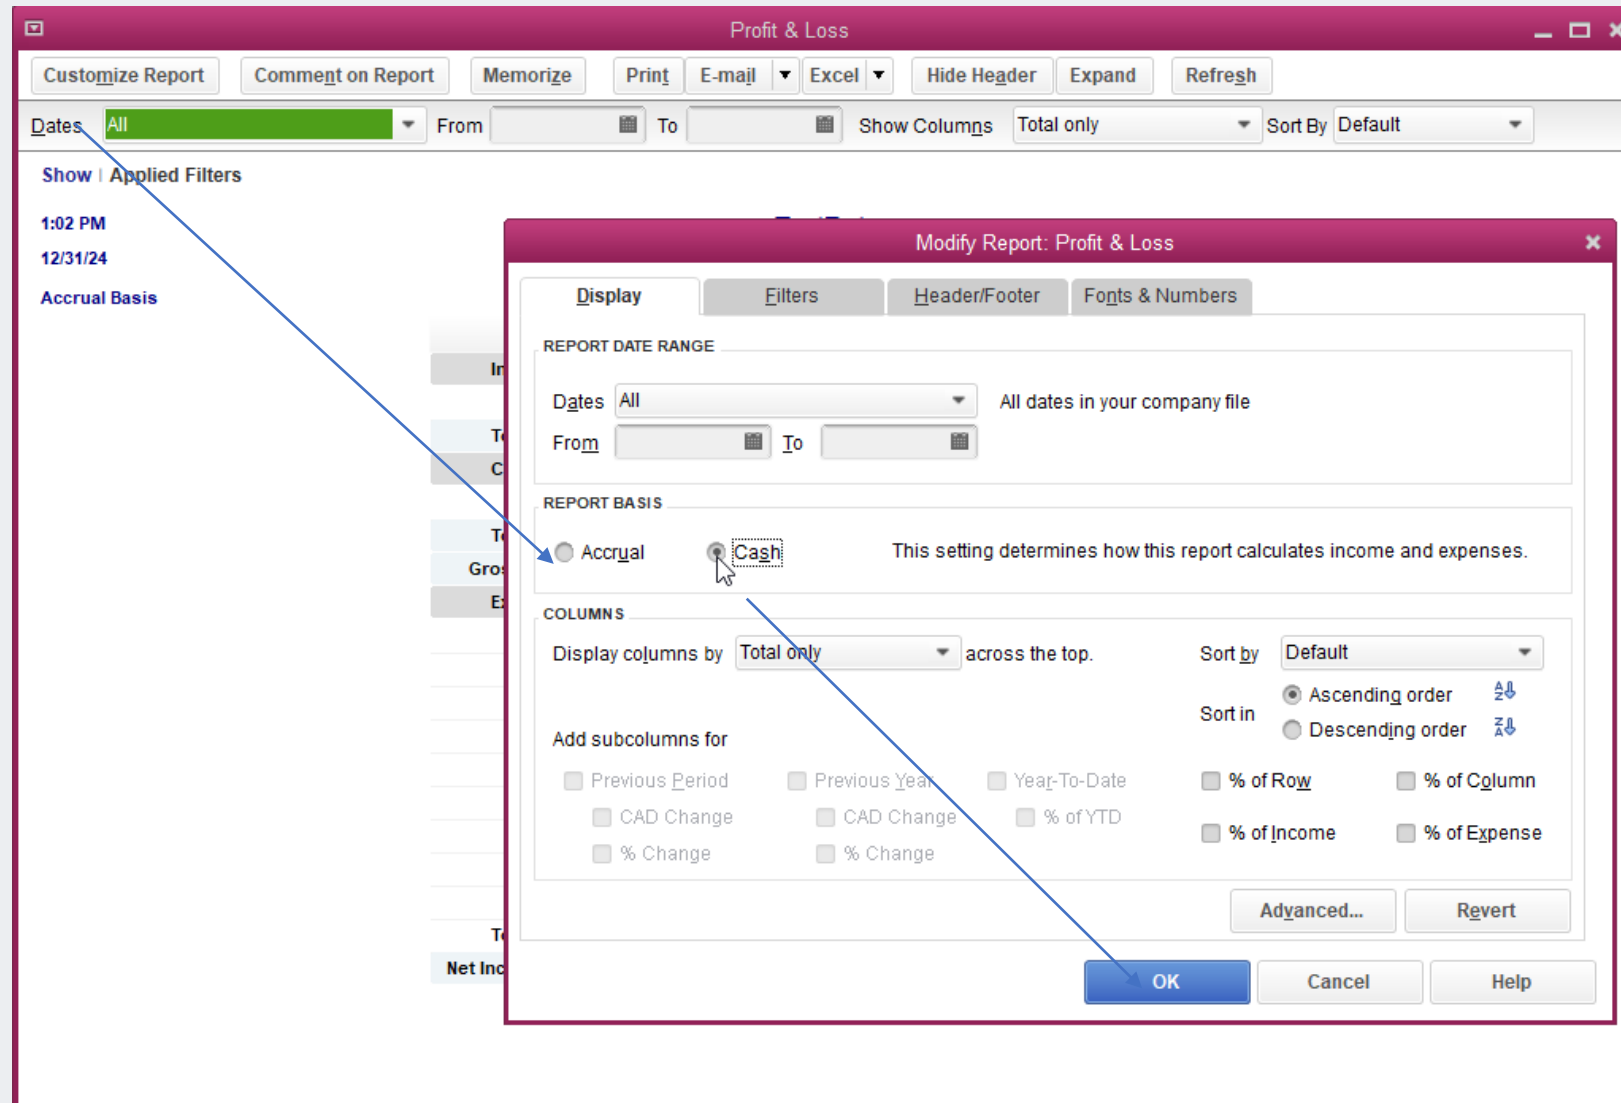 Profit & Loss
Customize Report Comment on Report Memorize Print E-mail Excel Hide Header Expand Refresh
Dates All From To Show Columns Total only Sort By Default
Show | Applied Filters
1:02 PM
12/31/24
Accrual Basis
Modify Report: Profit & Loss
Display Filters Header/Footer Fonts & Numbers
REPORT DATE RANGE
Dates All All dates in your company file
From To
REPORT BASIS
Accrual Cash This setting determines how this report calculates income and expenses.
COLUMNS
Display columns by Total only across the top. Sort by Default
Sort in Ascending order
Descending order
Add subcolumns for
Previous Period Previous Year Year-To-Date % of Row % of Column
CAD Change CAD Change % of YTD
% Change % Change % of Income % of Expense
Advanced... Revert
Net Inc
OK Cancel Help